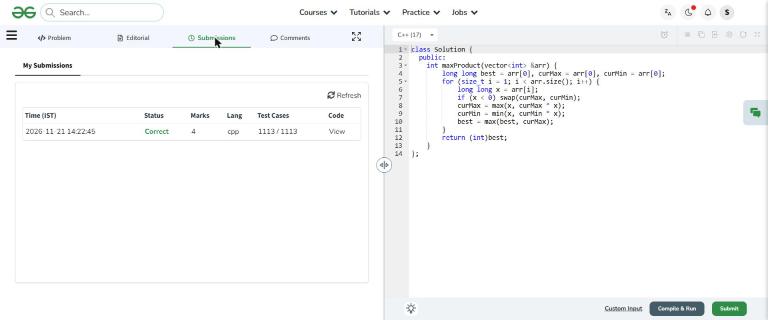 Search...
Courses Tutorials Practice Jobs
S
</> Problem
Editorial
Submissions
Comments
C++ (17)
My Submissions
Refresh
Time (IST) Status Marks Lang Test Cases Code
2026-11-21 14:22:45 Correct 4 cpp 1113 / 1113 View
1 class Solution {
2 public:
3 int maxProduct(vector<int> &arr) {
4 long long best = arr[0], curMax = arr[0], curMin = arr[0];
5 for (size_t i = 1; i < arr.size(); i++) {
6 long long x = arr[i];
7 if (x < 0) swap(curMax, curMin);
8 curMax = max(x, curMax * x);
9 curMin = min(x, curMin * x);
10 best = max(best, curMax);
11 }
12 return (int)best;
13 }
14 };
Custom Input
Compile & Run
Submit